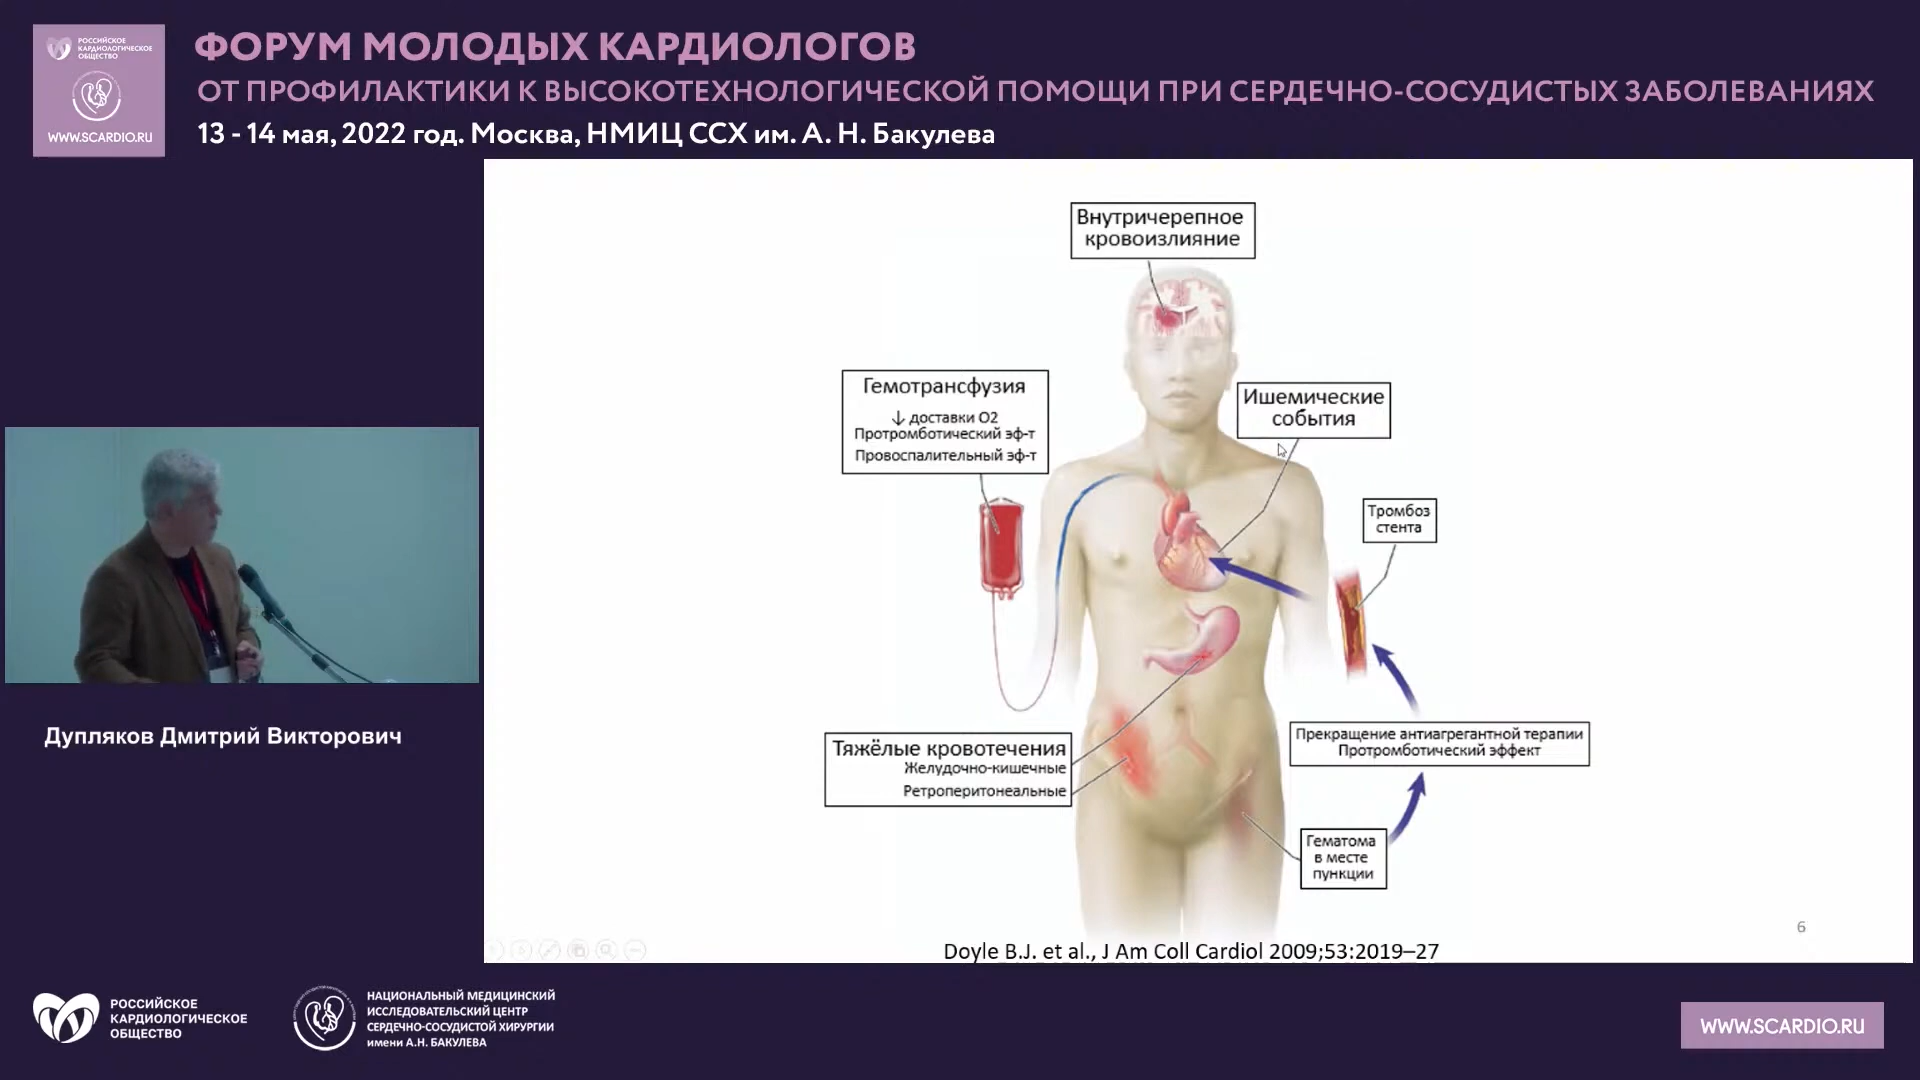 РОССИЙСКОЕ
КАРДИОЛОГИЧЕСКОЕ
ОБЩЕСТВО
WWW.SCARDIO.RU
ФОРУМ МОЛОДЫХ КАРДИОЛОГОВ
ОТ ПРОФИЛАКТИКИ К ВЫСОКОТЕХНОЛОГИЧЕСКОЙ ПОМОЩИ ПРИ СЕРДЕЧНО-СОСУДИСТЫХ ЗАБОЛЕВАНИЯХ
13 - 14 мая, 2022 год. Москва, НМИЦ ССХ им. А. Н. Бакулева
Внутричерепное
кровоизлияние
Гемотрансфузия
↓ доставки О2
Протромботический эф-т
Провоспалительный эф-т
Ишемические
события
Тромбоз
стента
Дупляков Дмитрий Викторович
Тяжёлые кровотечения
Желудочно-кишечные
Ретроперитонеальные
Прекращение антиагрегантной терапии
Протромботический эффект
Гематома
в месте
пункции
6
Doyle B.J. et al., J Am Coll Cardiol 2009;53:2019–27
РОССИЙСКОЕ
КАРДИОЛОГИЧЕСКОЕ
ОБЩЕСТВО
НАЦИОНАЛЬНЫЙ МЕДИЦИНСКИЙ
ИССЛЕДОВАТЕЛЬСКИЙ ЦЕНТР
СЕРДЕЧНО-СОСУДИСТОЙ ХИРУРГИИ
имени А.Н. БАКУЛЕВА
WWW.SCARDIO.RU